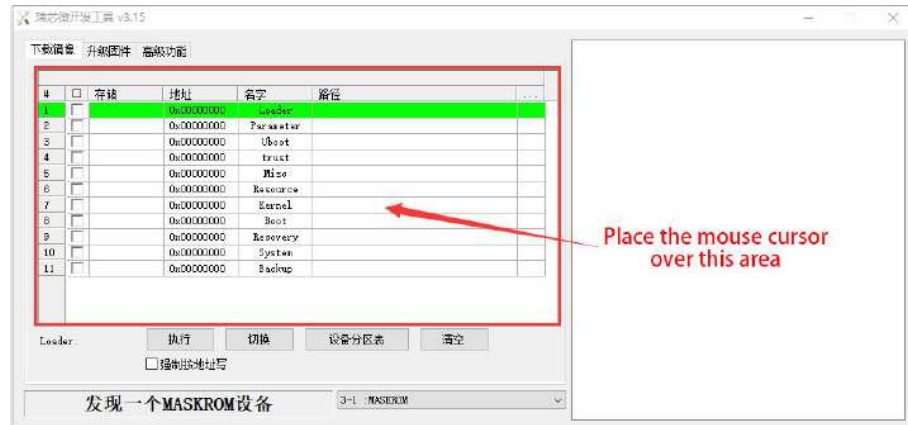 瑞芯微开发工具 v3.15
下载镜像 升级固件 高级功能
# 存储 地址 名字 路径 ...
1 0x00000000 Loader
2 0x00000000 Parameter
3 0x00000000 Uboot
4 0x00000000 trust
5 0x00000000 Misc
6 0x00000000 Resource
7 0x00000000 Kernel
8 0x00000000 Boot
9 0x00000000 Recovery
10 0x00000000 System
11 0x00000000 Backup
Place the mouse cursor
over this area
Loader: 执行 切换 设备分区表 清空
强制按地址写
发现一个MASKROM设备 3-1 :MASKROM